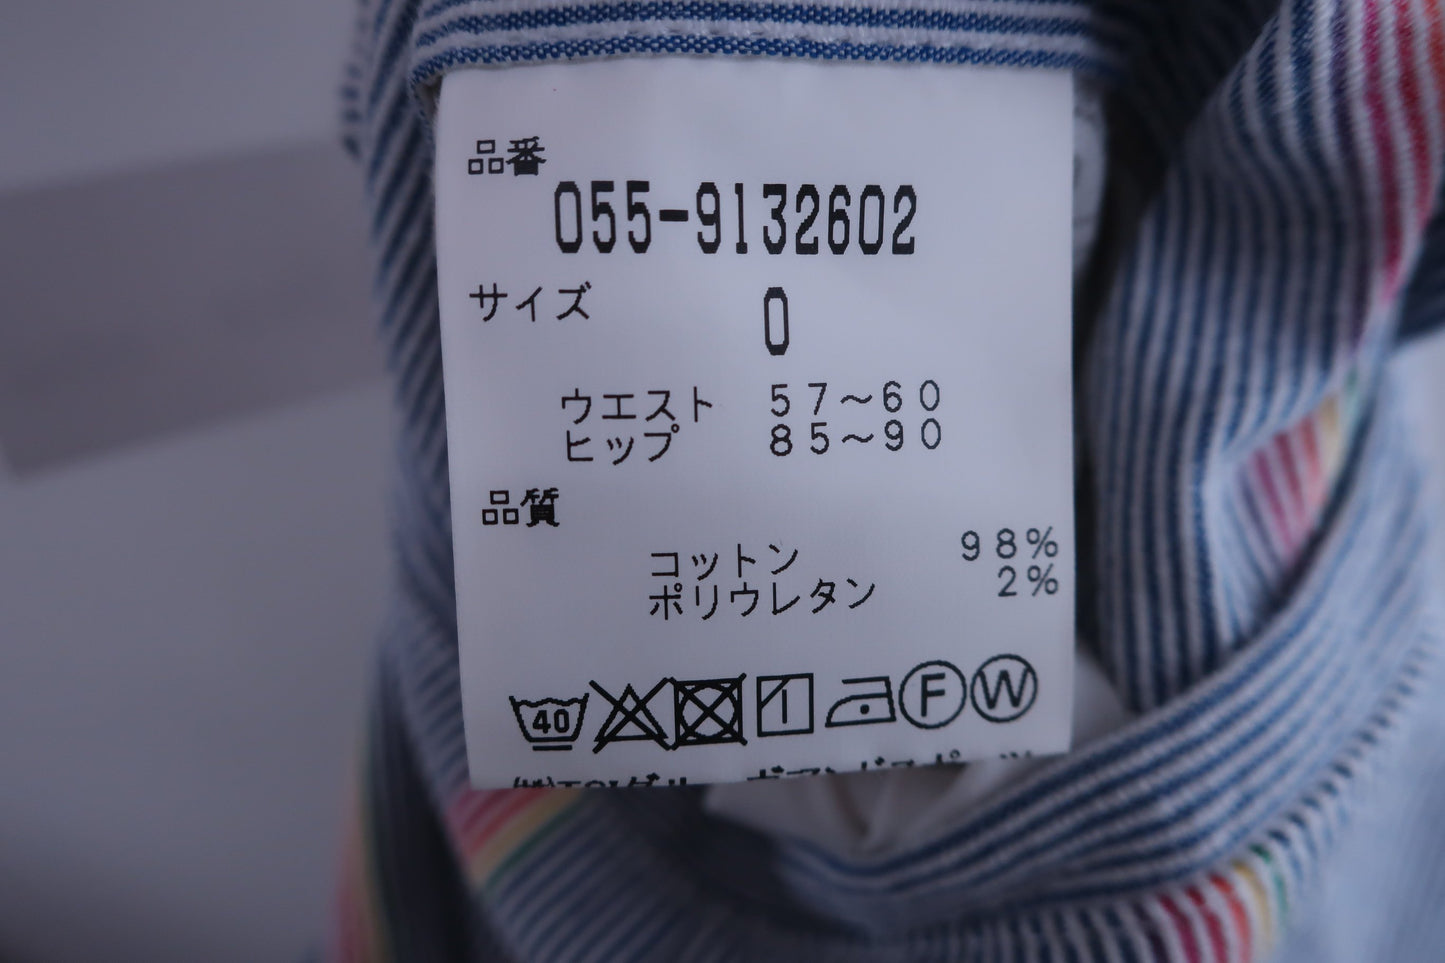 品番
055-9132602
サイズ 0
ウエスト 57～60
ヒップ 85～90
品質
コットン 98%
ポリウレタン 2%
40 F W